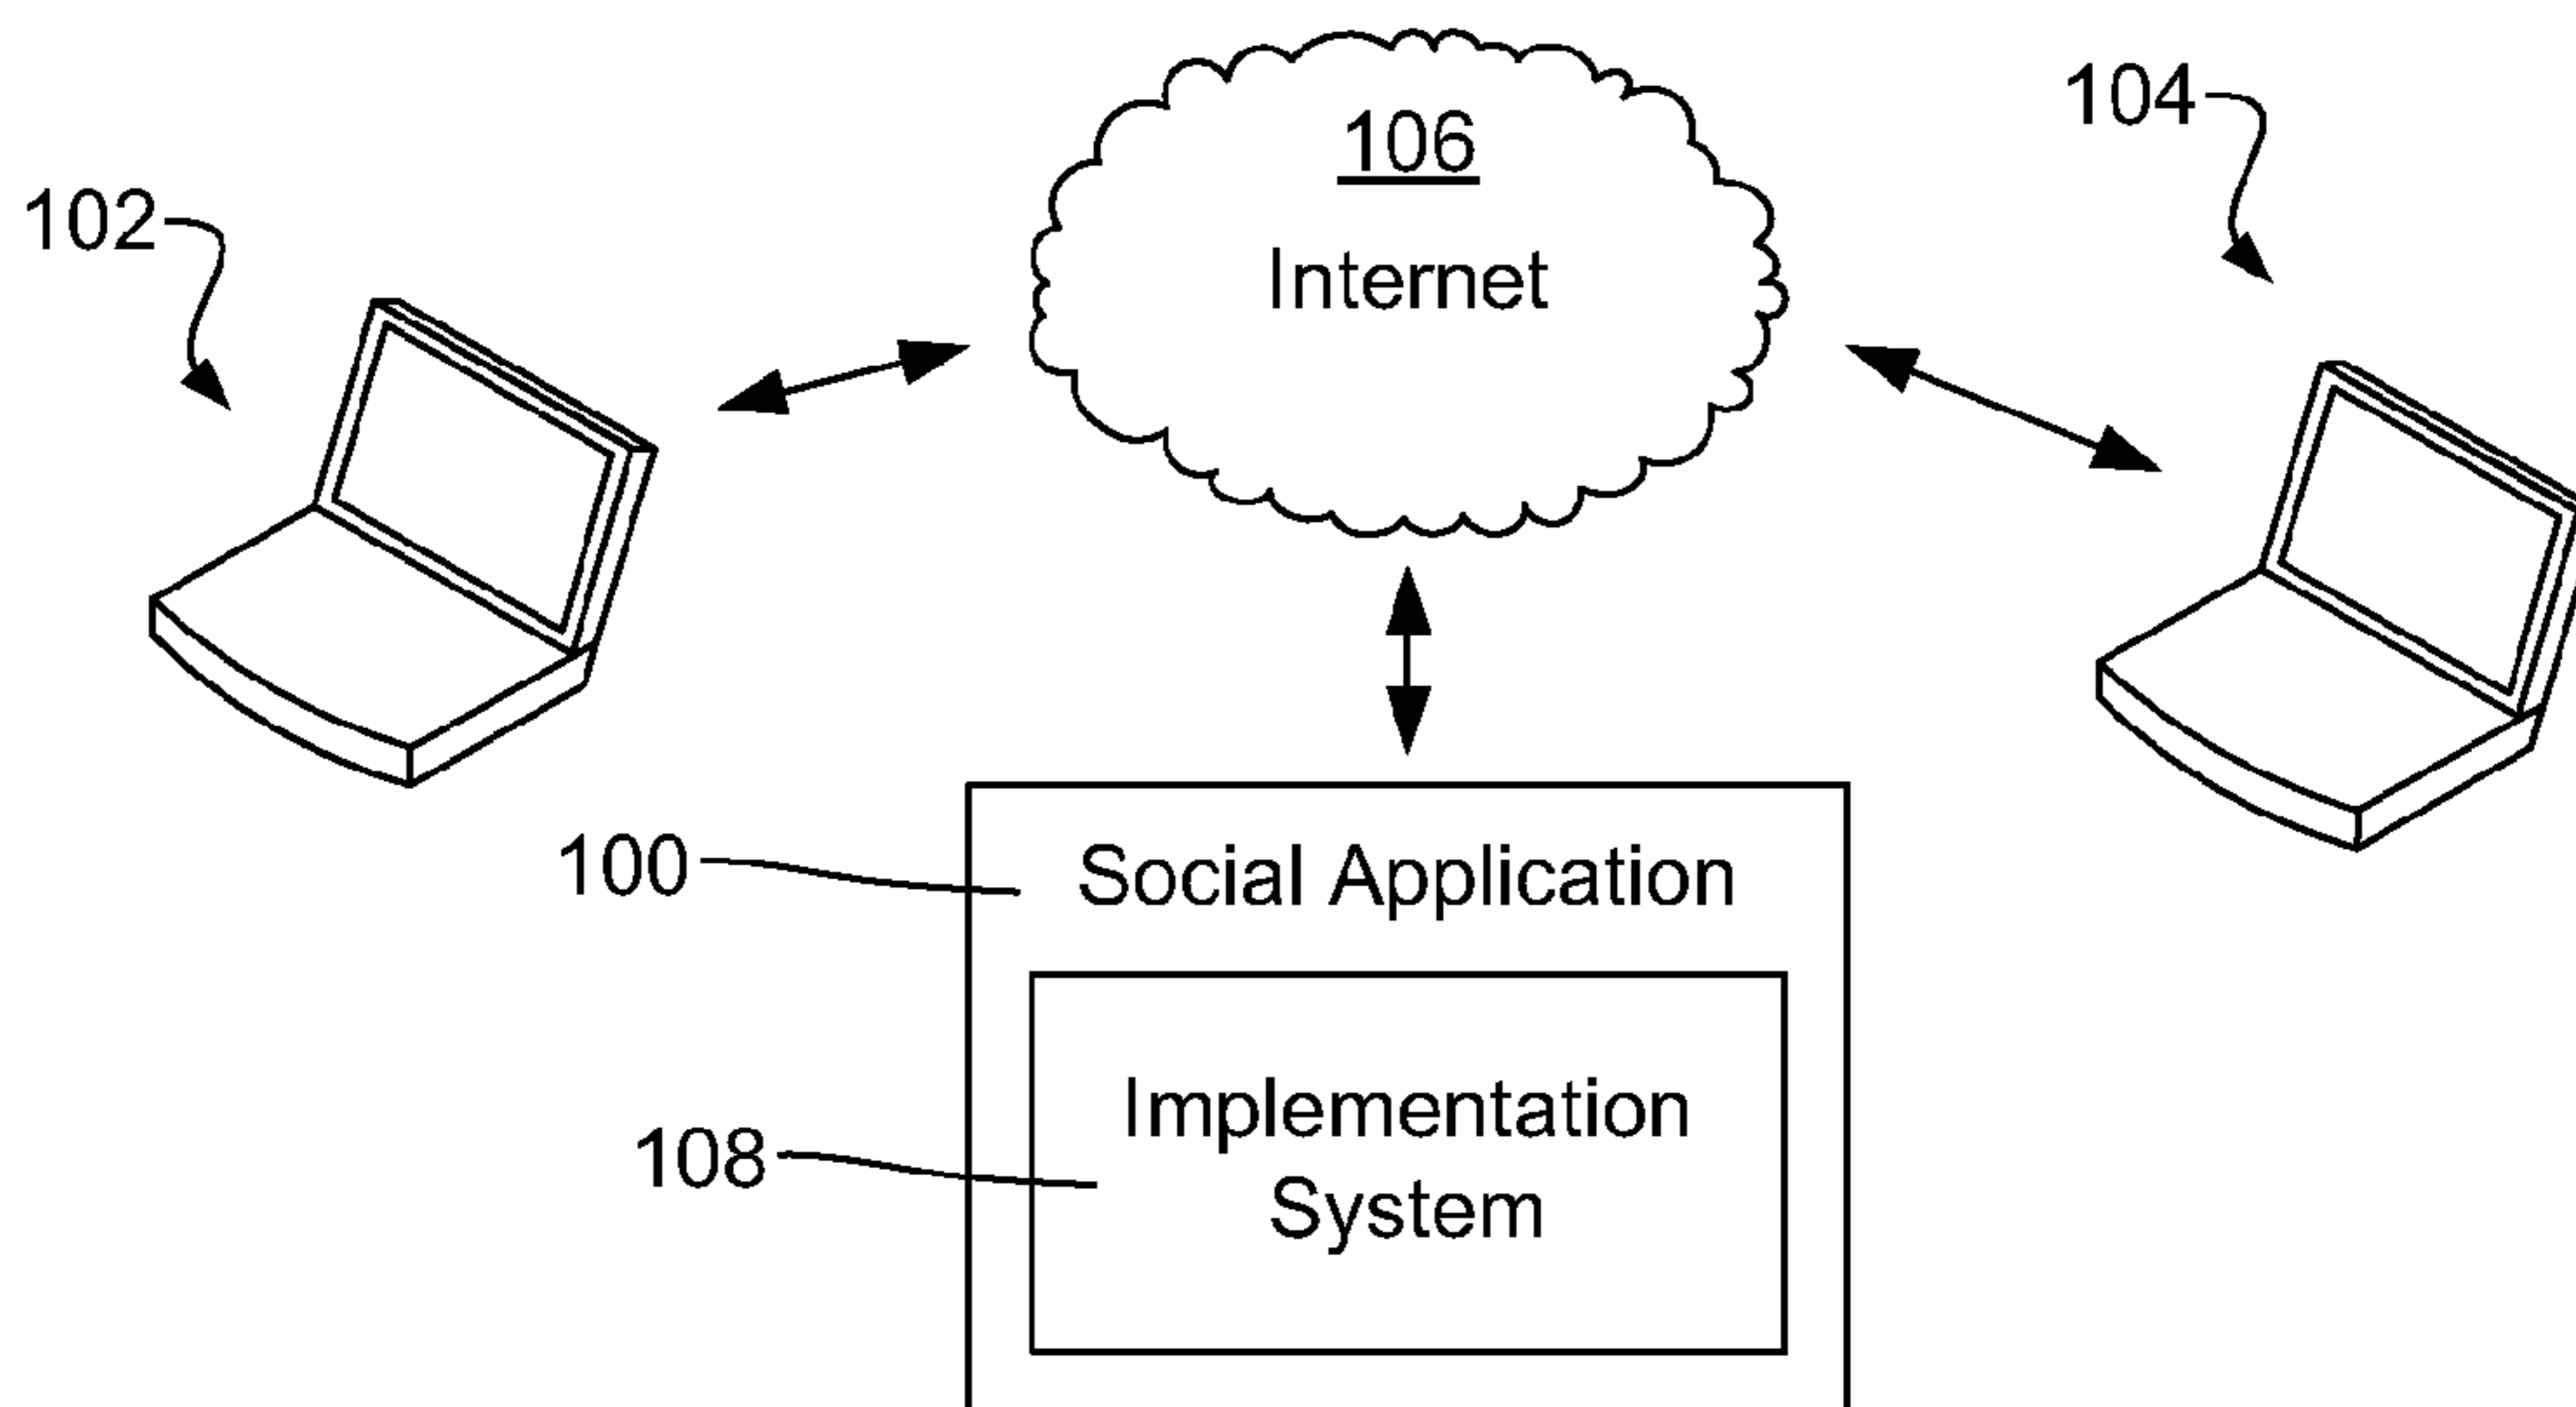 106
104
102
Internet
100
Social Application
Implementation
108
System